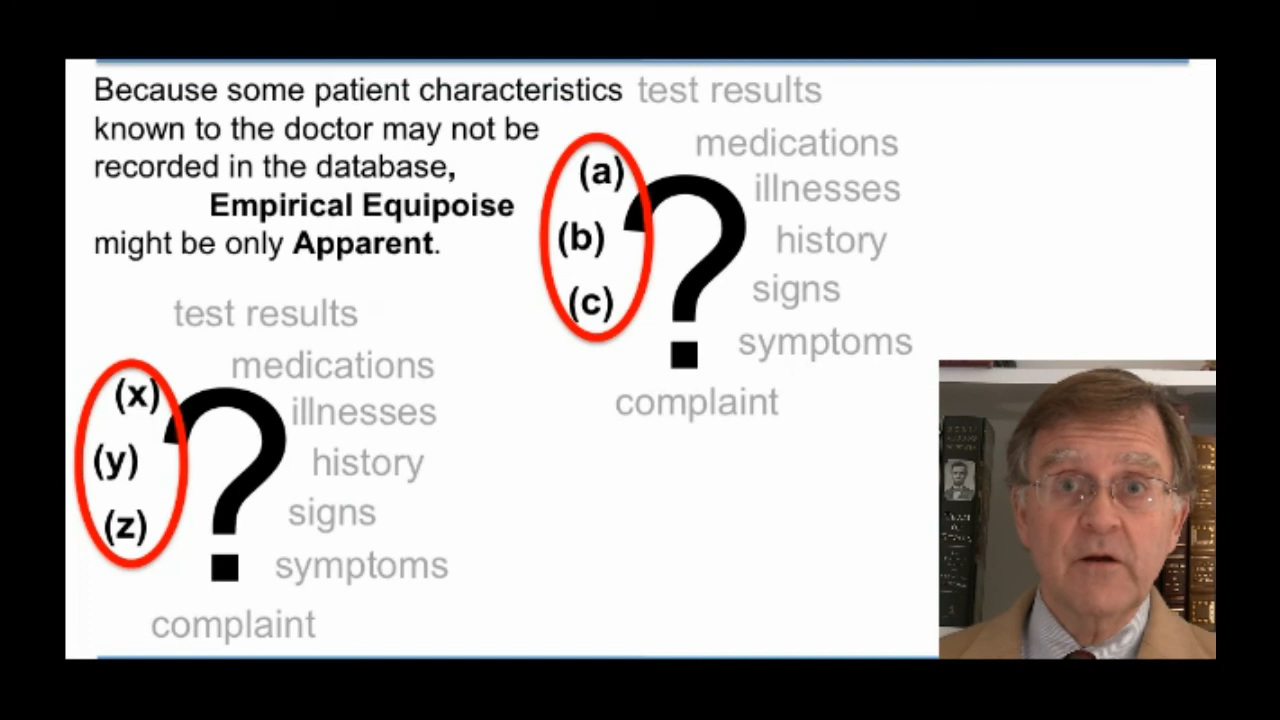 Because some patient characteristics
known to the doctor may not be
recorded in the database,
Empirical Equipoise
might be only Apparent.
test results
medications
(a)
illnesses
(b)
history
(c)
signs
symptoms
complaint
?
test results
medications
(x)
illnesses
(y)
history
(z)
signs
symptoms
complaint
?